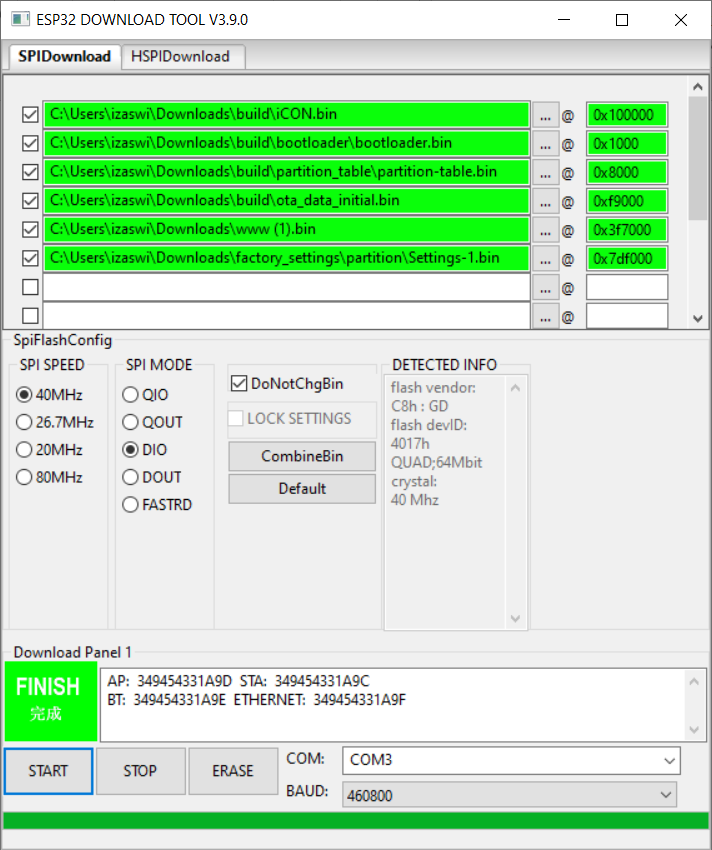 ESP32 DOWNLOAD TOOL V3.9.0
SPIDownload HSPIDownload
C:\Users\izaswi\Downloads\build\iCON.bin ... @ 0x100000
C:\Users\izaswi\Downloads\build\bootloader\bootloader.bin ... @ 0x1000
C:\Users\izaswi\Downloads\build\partition_table\partition-table.bin ... @ 0x8000
C:\Users\izaswi\Downloads\build\ota_data_initial.bin ... @ 0xf9000
C:\Users\izaswi\Downloads\www (1).bin ... @ 0x3f7000
C:\Users\izaswi\Downloads\factory_settings\partition\Settings-1.bin ... @ 0x7df000
... @
... @
SpiFlashConfig
SPI SPEED
40MHz
26.7MHz
20MHz
80MHz
SPI MODE
QIO
QOUT
DIO
DOUT
FASTRD
DoNotChgBin
LOCK SETTINGS
CombineBin
Default
DETECTED INFO
flash vendor:
C8h : GD
flash devID:
4017h
QUAD;64Mbit
crystal:
40 Mhz
Download Panel 1
FINISH
完成
AP: 349454331A9D STA: 349454331A9C
BT: 349454331A9E ETHERNET: 349454331A9F
START STOP ERASE
COM: COM3
BAUD: 460800